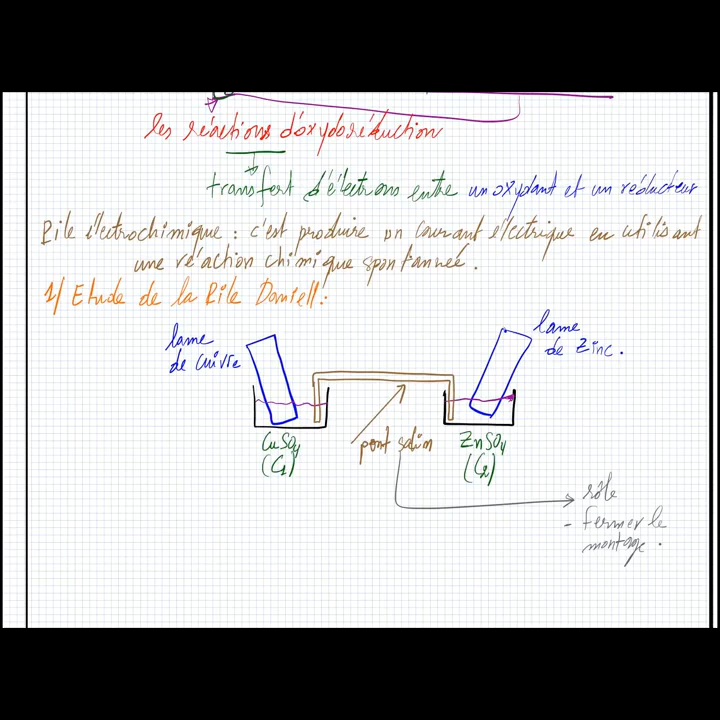 les réactions d'oxydoréduction
transfert d'électrons entre un oxydant et un réducteur
Pile électrochimique : c'est produire un courant électrique en utilisant
une réaction chimique spontanneé.
1/ Etude de la Pile Daniell :
lame
de cuivre
lame
de Zinc.
CuSO4
(C1)
pont salin
ZnSO4
(C2)
rôle
- fermer le
montage.